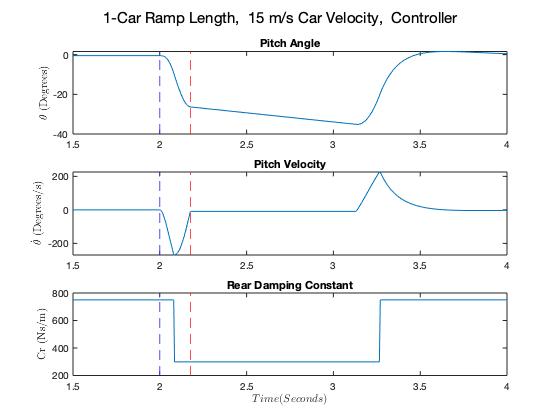 1-Car Ramp Length, 15 m/s Car Velocity, Controller
Pitch Angle
θ (Degrees)
0
-20
-40
1.5 2 2.5 3 3.5 4
Pitch Velocity
θ̇ (Degrees/s)
200
0
-200
1.5 2 2.5 3 3.5 4
Rear Damping Constant
Cr (Ns/m)
800
600
400
200
1.5 2 2.5 3 3.5 4
Time(Seconds)